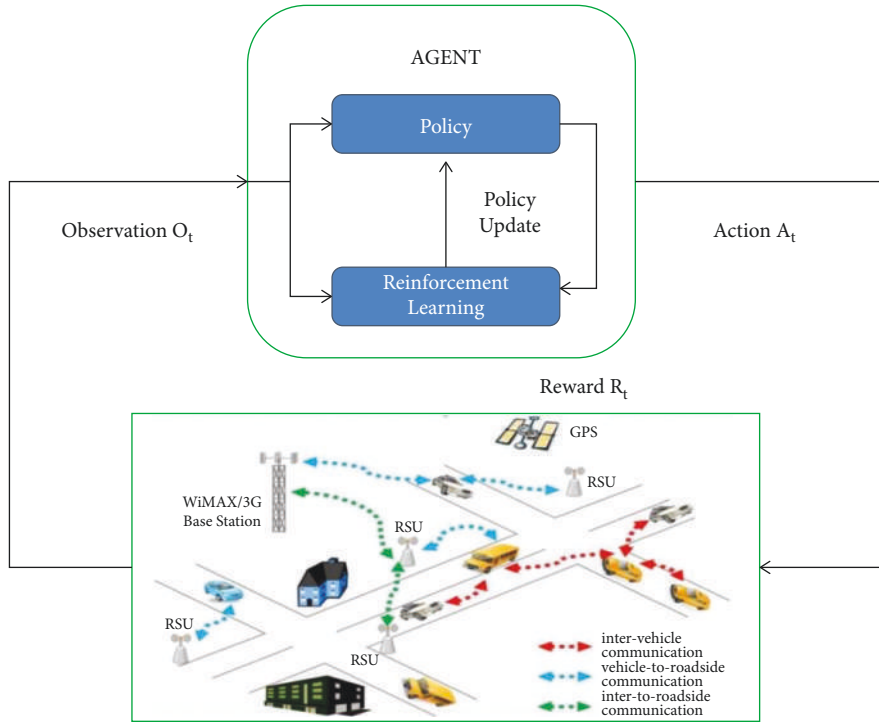 AGENT
Policy
Policy
Update
Observation Oₜ
Action Aₜ
Reinforcement
Learning
Reward Rₜ
GPS
RSU
WiMAX/3G
Base Station
RSU
RSU
RSU
inter-vehicle
communication
vehicle-to-roadside
communication
inter-to-roadside
communication